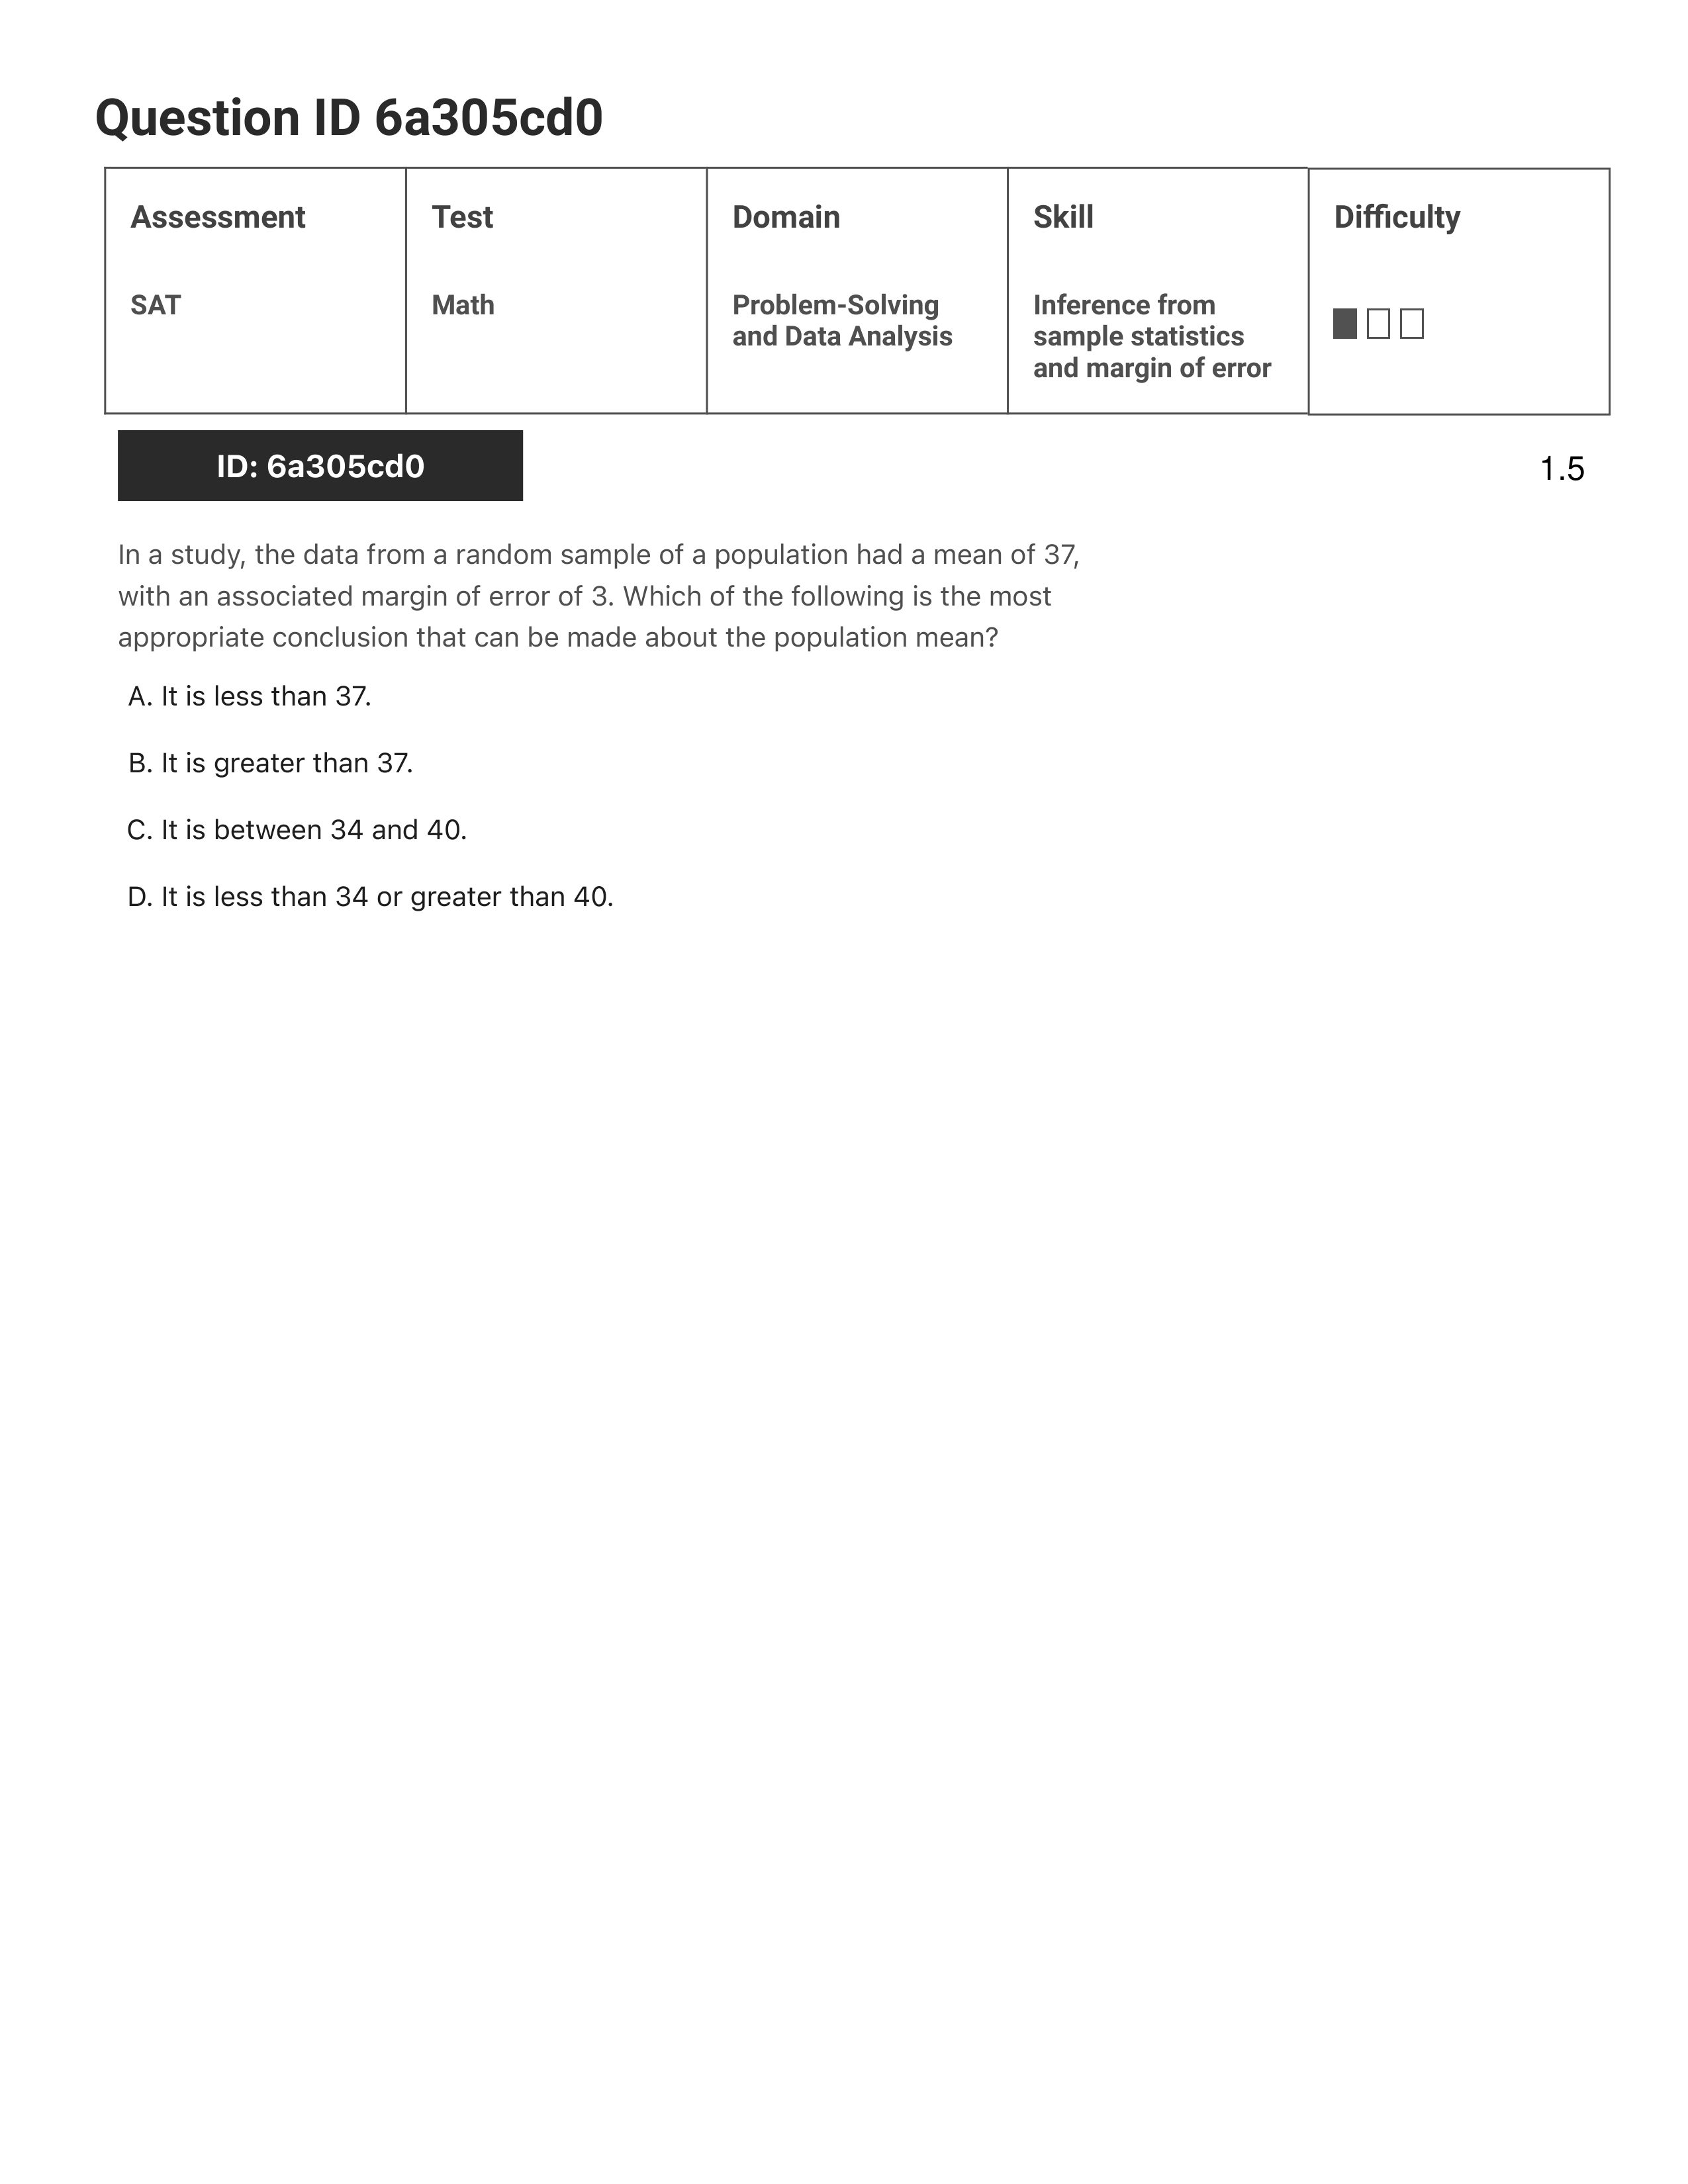 Question ID 6a305cd0
Assessment
Test
Domain
Skill
Difficulty
SAT
Math
Problem-Solving
and Data Analysis
Inference from
sample statistics
and margin of error
ID: 6a305cd0
1.5
In a study, the data from a random sample of a population had a mean of 37,
with an associated margin of error of 3. Which of the following is the most
appropriate conclusion that can be made about the population mean?
A. It is less than 37.
B. It is greater than 37.
C. It is between 34 and 40.
D. It is less than 34 or greater than 40.